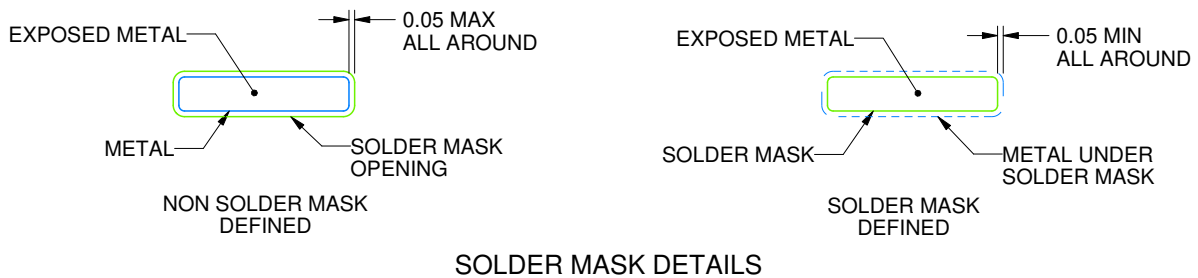 0.05 MAX
ALL AROUND
EXPOSED METAL
METAL
SOLDER MASK
OPENING
NON SOLDER MASK
DEFINED
0.05 MIN
ALL AROUND
EXPOSED METAL
SOLDER MASK
METAL UNDER
SOLDER MASK
SOLDER MASK
DEFINED
SOLDER MASK DETAILS